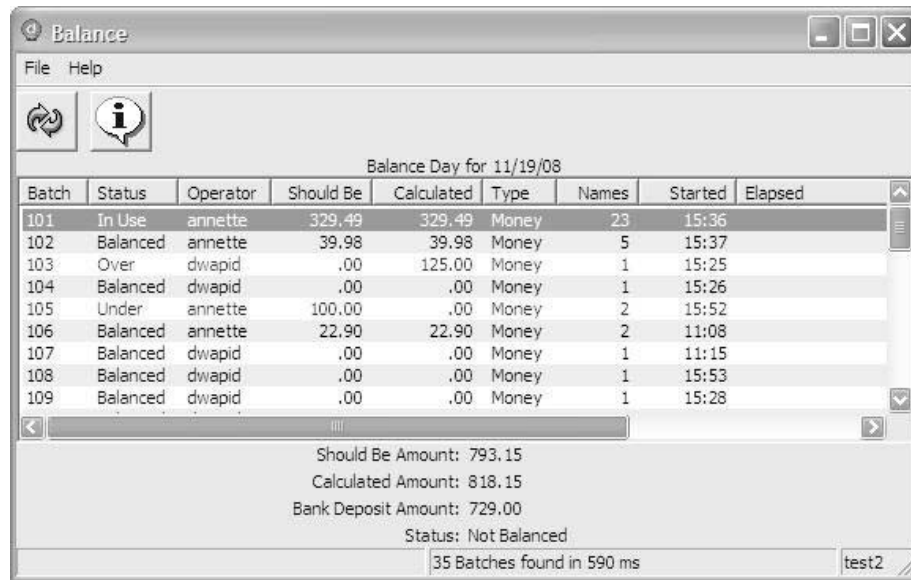 Balance
File Help
Balance Day for 11/19/08
Batch Status Operator Should Be Calculated Type Names Started Elapsed
101 In Use annette 329.49 329.49 Money 23 15:36
102 Balanced annette 39.98 39.98 Money 5 15:37
103 Over dwapid .00 125.00 Money 1 15:25
104 Balanced dwapid .00 .00 Money 1 15:26
105 Under annette 100.00 .00 Money 2 15:52
106 Balanced annette 22.90 22.90 Money 2 11:08
107 Balanced dwapid .00 .00 Money 1 11:15
108 Balanced dwapid .00 .00 Money 1 15:53
109 Balanced dwapid .00 .00 Money 1 15:28
Should Be Amount: 793.15
Calculated Amount: 818.15
Bank Deposit Amount: 729.00
Status: Not Balanced
35 Batches found in 590 ms test2